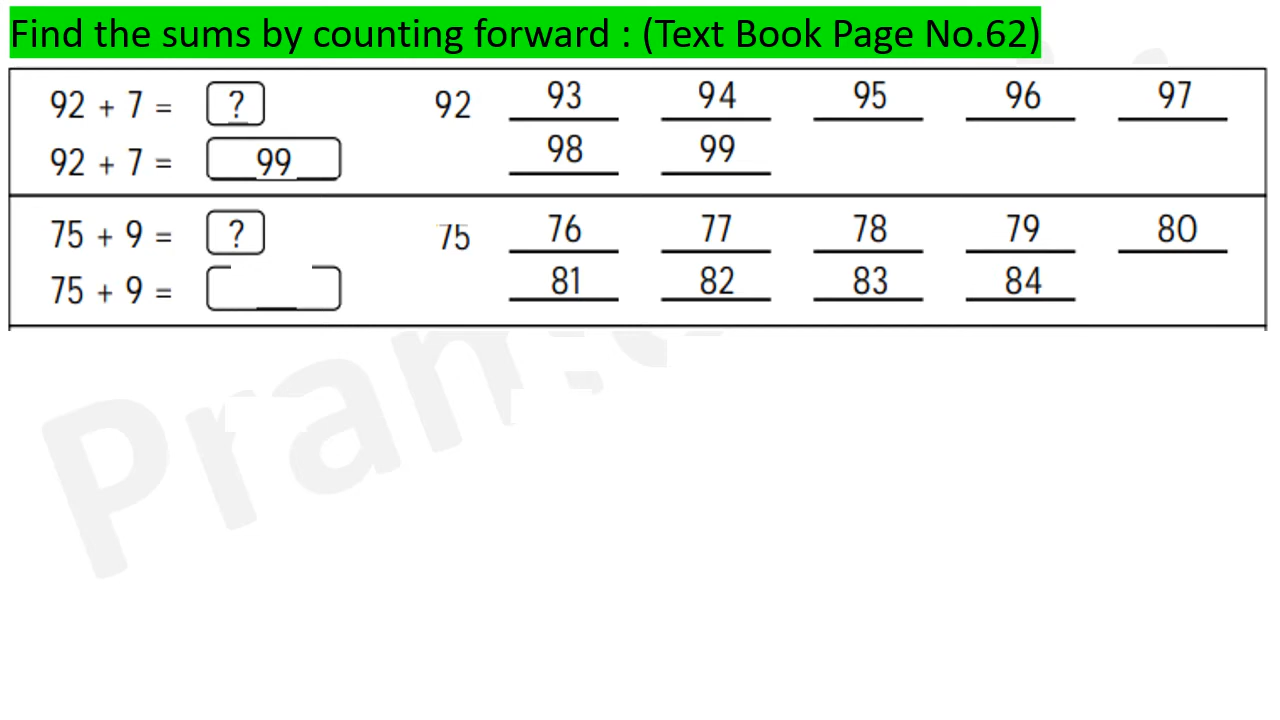 Find the sums by counting forward : (Text Book Page No.62)
92 + 7 = ? 92 93 94 95 96 97
92 + 7 = 99 98 99
75 + 9 = ? 75 76 77 78 79 80
75 + 9 = 81 82 83 84